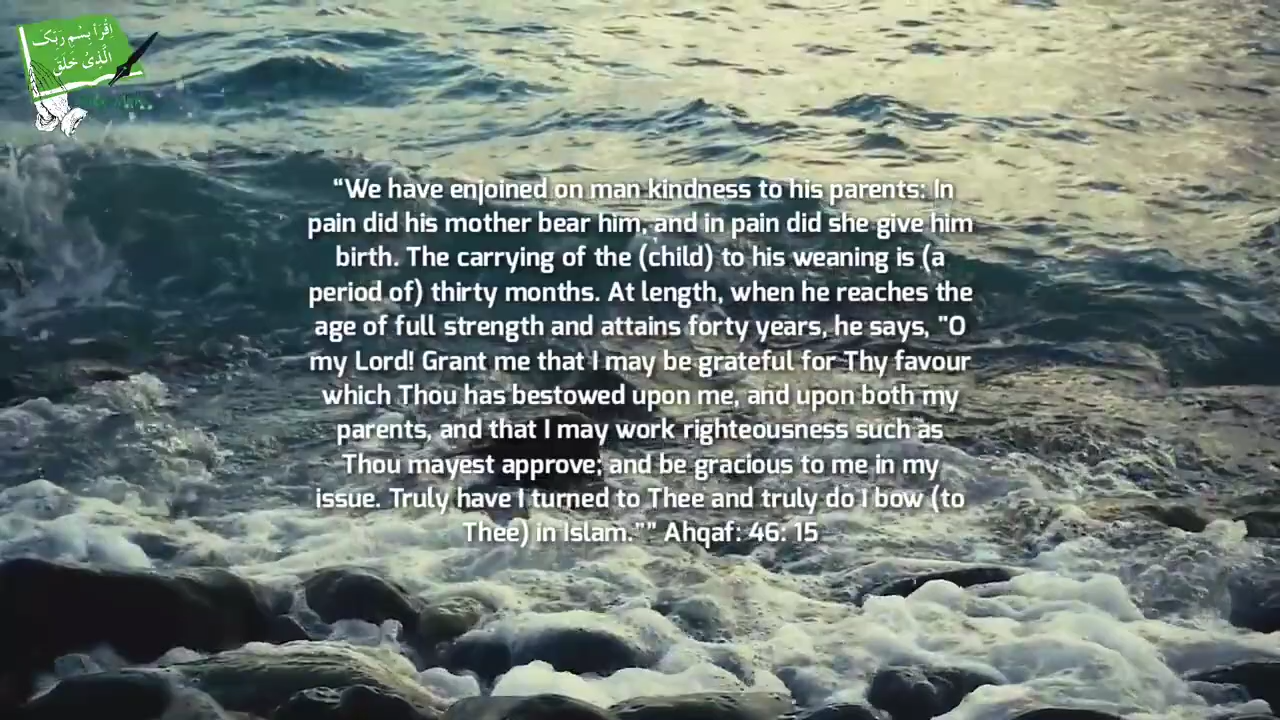 اِقْرَاْ بِسْمِ رَبِّکَ
الَّذِیْ خَلَقَ
“We have enjoined on man kindness to his parents: In
pain did his mother bear him, and in pain did she give him
birth. The carrying of the (child) to his weaning is (a
period of) thirty months. At length, when he reaches the
age of full strength and attains forty years, he says, "O
my Lord! Grant me that I may be grateful for Thy favour
which Thou has bestowed upon me, and upon both my
parents, and that I may work righteousness such as
Thou mayest approve; and be gracious to me in my
issue. Truly have I turned to Thee and truly do I bow (to
Thee) in Islam."” Ahqaf: 46: 15